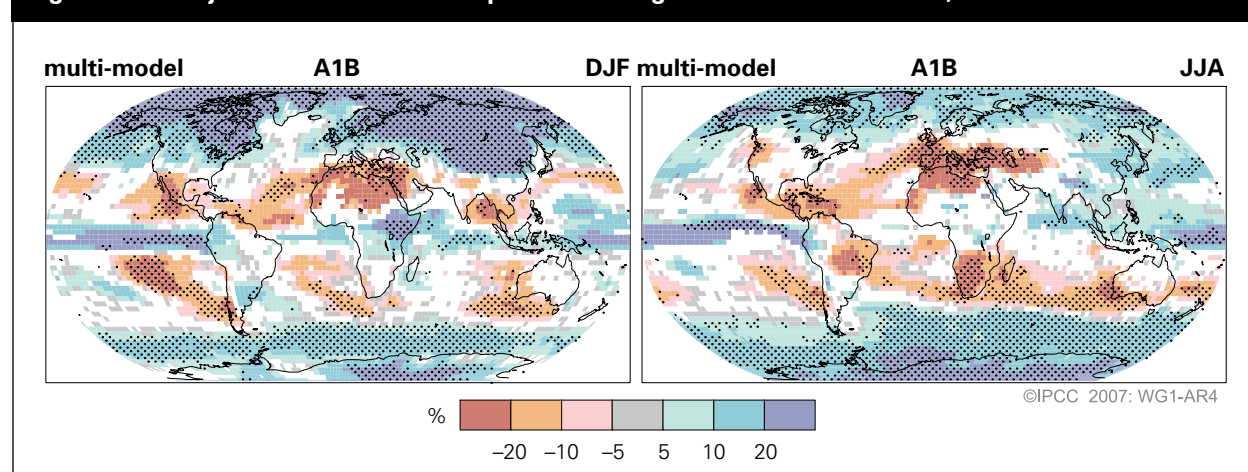 multi-model A1B DJF multi-model A1B JJA
©IPCC 2007: WG1-AR4
%
–20 –10 –5 5 10 20